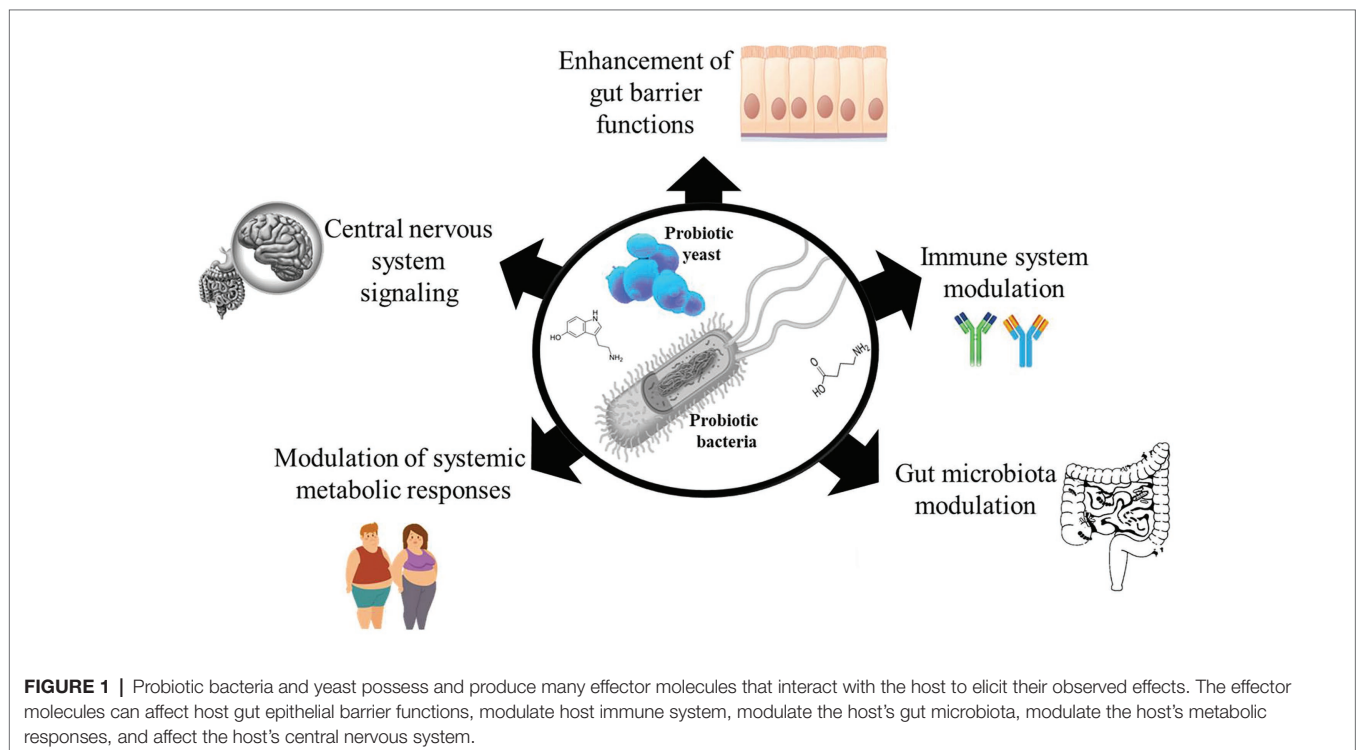 Enhancement of
gut barrier
functions
Central nervous
system
signaling
Probiotic
yeast
Immune system
modulation
HO
H
N
NH2
O
HO
NH2
Probiotic
bacteria
Modulation of systemic
metabolic responses
Gut microbiota
modulation
FIGURE 1 | Probiotic bacteria and yeast possess and produce many effector molecules that interact with the host to elicit their observed effects. The effector
molecules can affect host gut epithelial barrier functions, modulate host immune system, modulate the host's gut microbiota, modulate the host's metabolic
responses, and affect the host's central nervous system.